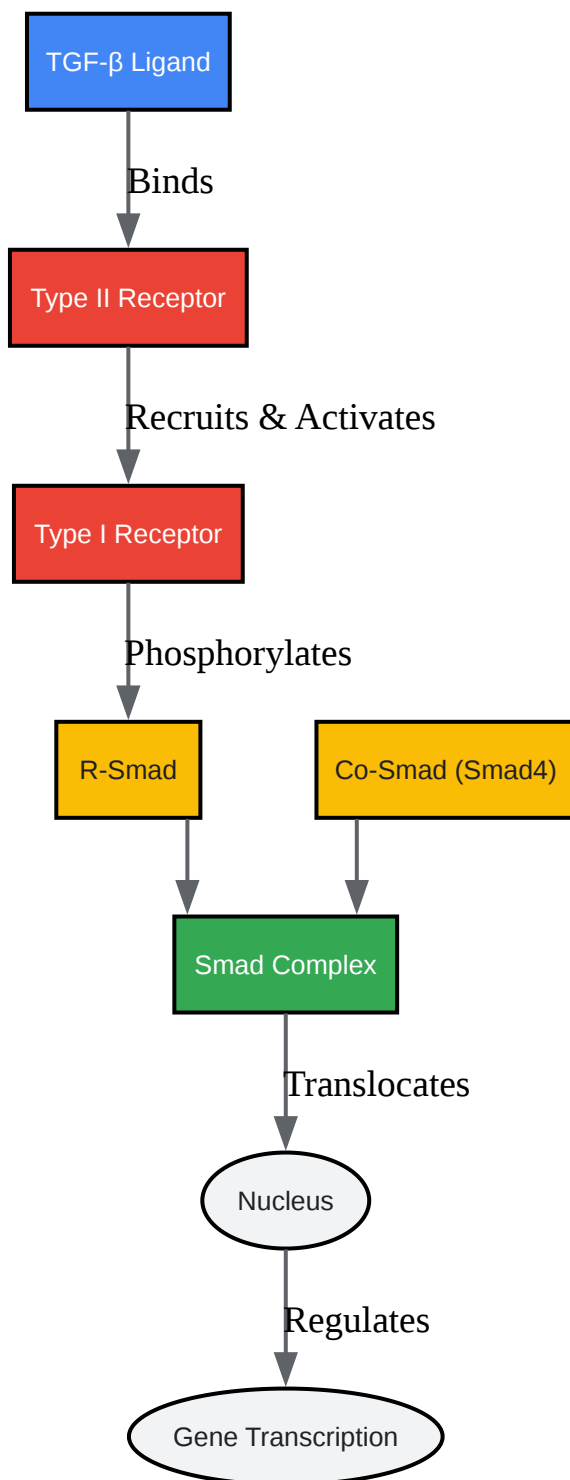 TGF-β Ligand
Binds
Type II Receptor
Recruits & Activates
Type I Receptor
Phosphorylates
R-Smad
Co-Smad (Smad4)
Smad Complex
Translocates
Nucleus
Regulates
Gene Transcription